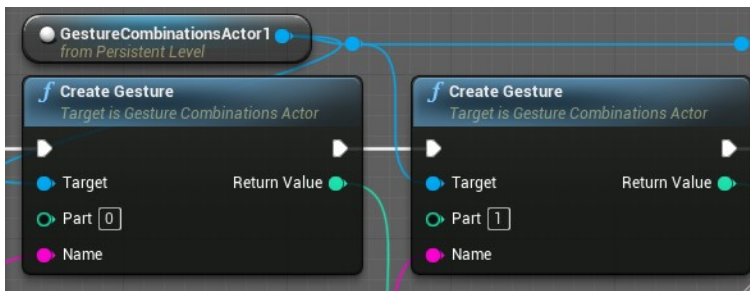 GestureCombinationsActor1
from Persistent Level
f Create Gesture
Target is Gesture Combinations Actor
Target
Return Value
Part 0
Name
f Create Gesture
Target is Gesture Combinations Actor
Target
Return Value
Part 1
Name